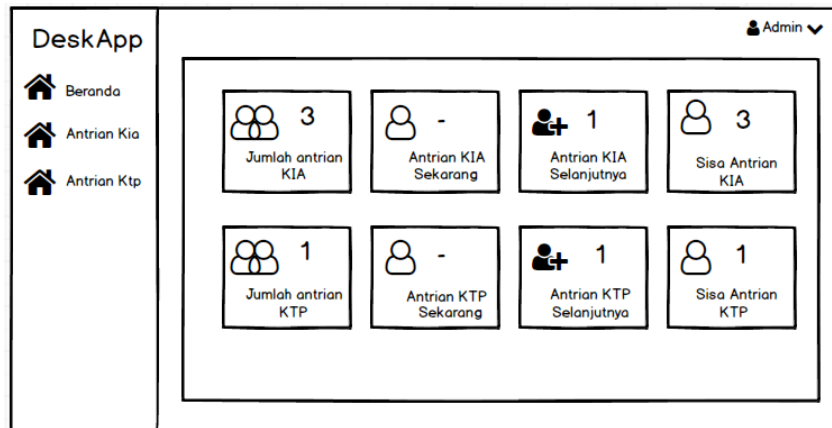 DeskApp
Admin
Beranda
Antrian Kia
Antrian Ktp
3
Jumlah antrian
KIA
-
Antrian KIA
Sekarang
1
Antrian KIA
Selanjutnya
3
Sisa Antrian
KIA
1
Jumlah antrian
KTP
-
Antrian KTP
Sekarang
1
Antrian KTP
Selanjutnya
1
Sisa Antrian
KTP